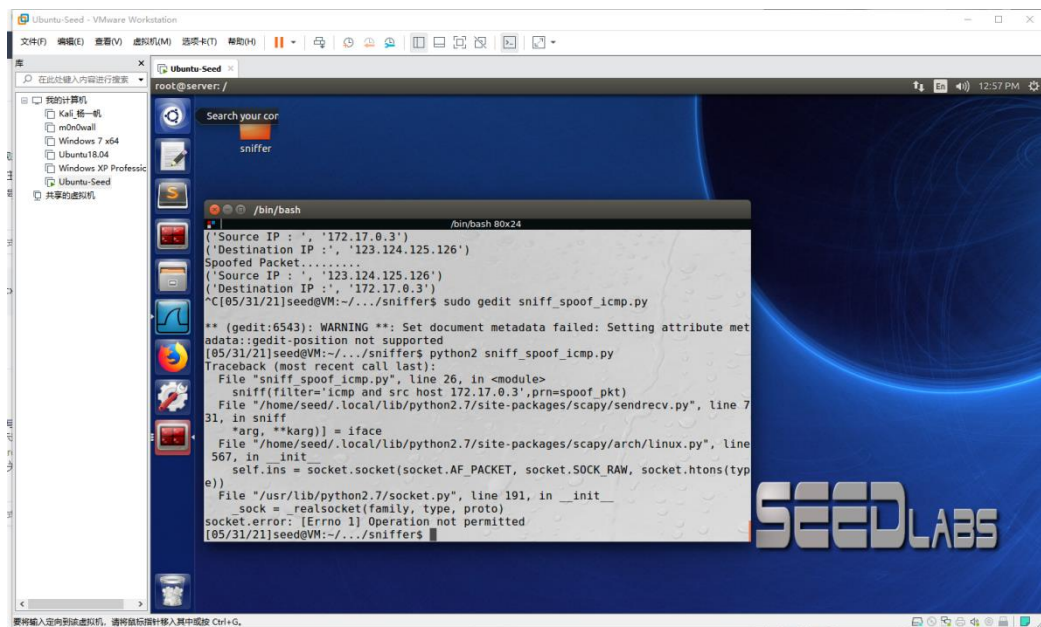 Ubuntu-Seed - VMware Workstation
文件(F) 编辑(E) 查看(V) 虚拟机(M) 选项卡(T) 帮助(H)
库
在此处键入内容进行搜索
我的计算机
Kali_杨一帆
m0n0wall
Windows 7 x64
Ubuntu18.04
Windows XP Professic
Ubuntu-Seed
共享的虚拟机
Ubuntu-Seed
root@server: /
En
12:57 PM
Search your cor
sniffer
/bin/bash
/bin/bash 80x24
('Source IP : ', '172.17.0.3')
('Destination IP :', '123.124.125.126')
Spoofed Packet.........
('Source IP : ', '123.124.125.126')
('Destination IP :', '172.17.0.3')
^C[05/31/21]seed@VM:~/.../sniffer$ sudo gedit sniff_spoof_icmp.py
** (gedit:6543): WARNING **: Set document metadata failed: Setting attribute met
adata::gedit-position not supported
[05/31/21]seed@VM:~/.../sniffer$ python2 sniff_spoof_icmp.py
Traceback (most recent call last):
File "sniff_spoof_icmp.py", line 26, in <module>
sniff(filter='icmp and src host 172.17.0.3',prn=spoof_pkt)
File "/home/seed/.local/lib/python2.7/site-packages/scapy/sendrecv.py", line 7
31, in sniff
*arg, **karg)] = iface
File "/home/seed/.local/lib/python2.7/site-packages/scapy/arch/linux.py", line
567, in __init__
self.ins = socket.socket(socket.AF_PACKET, socket.SOCK_RAW, socket.htons(typ
e))
File "/usr/lib/python2.7/socket.py", line 191, in __init__
_sock = _realsocket(family, type, proto)
socket.error: [Errno 1] Operation not permitted
[05/31/21]seed@VM:~/.../sniffer$
SEEDLABS
要将输入定向到该虚拟机，请将鼠标指针移入其中或按 Ctrl+G。